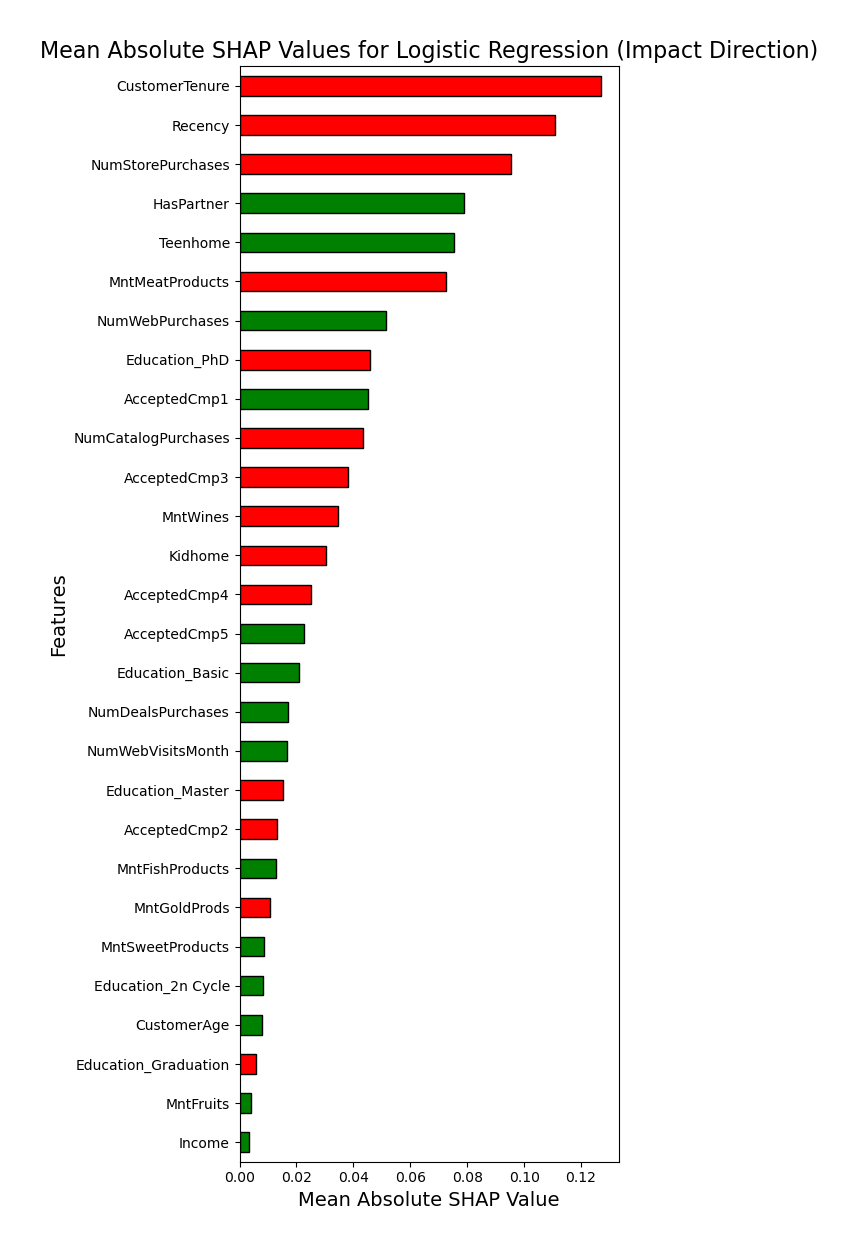 Mean Absolute SHAP Values for Logistic Regression (Impact Direction)
CustomerTenure
Recency
NumStorePurchases
HasPartner
Teenhome
MntMeatProducts
NumWebPurchases
Education_PhD
AcceptedCmp1
NumCatalogPurchases
AcceptedCmp3
MntWines
Kidhome
AcceptedCmp4
AcceptedCmp5
Education_Basic
NumDealsPurchases
NumWebVisitsMonth
Education_Master
AcceptedCmp2
MntFishProducts
MntGoldProds
MntSweetProducts
Education_2n Cycle
CustomerAge
Education_Graduation
MntFruits
Income
Features
0.00 0.02 0.04 0.06 0.08 0.10 0.12
Mean Absolute SHAP Value